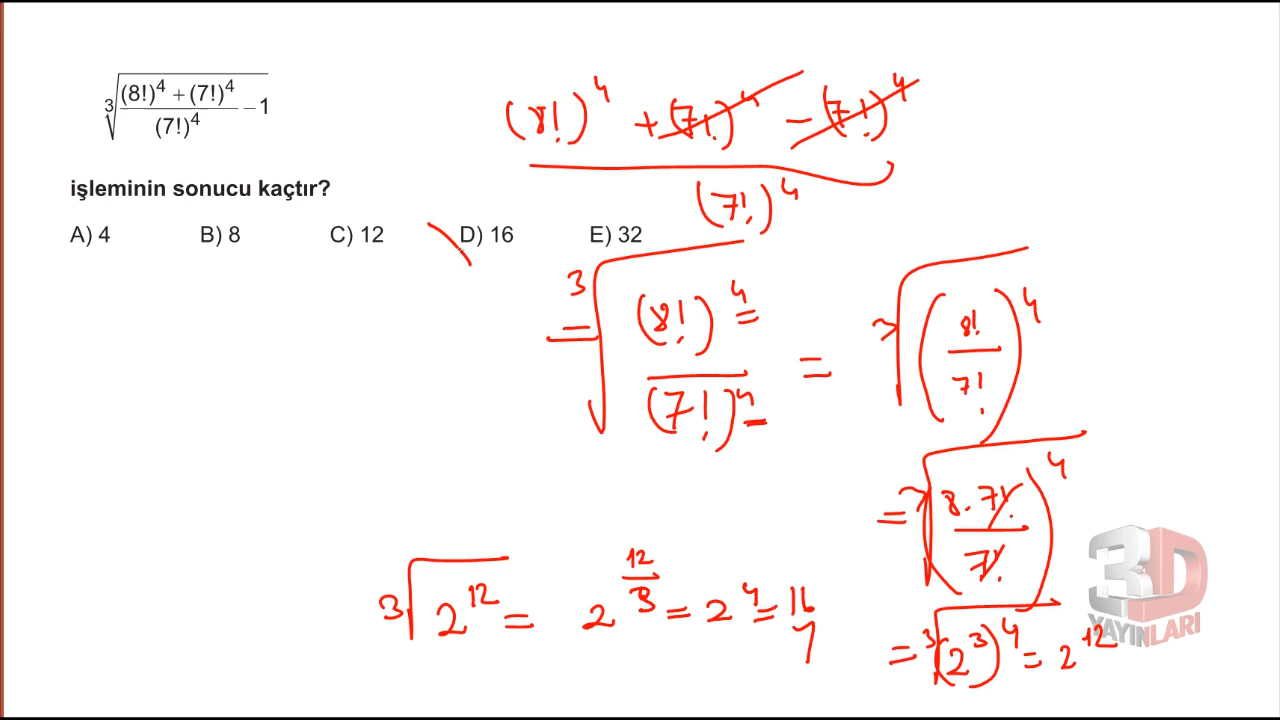 ∛((8!)⁴ + (7!)⁴ / (7!)⁴ − 1)
işleminin sonucu kaçtır?
A) 4 B) 8 C) 12 D) 16 E) 32
(8!)⁴ + (7!)⁴ − (7!)⁴
(7!)⁴
= ∛((8!)⁴ / (7!)⁴) = ∛(8! / 7!)⁴
= ∛(8·7! / 7!)⁴
= ∛(2³)⁴ = 2¹²
∛2¹² = 2^(12/3) = 2⁴ = 16
3D
YAYINLARI